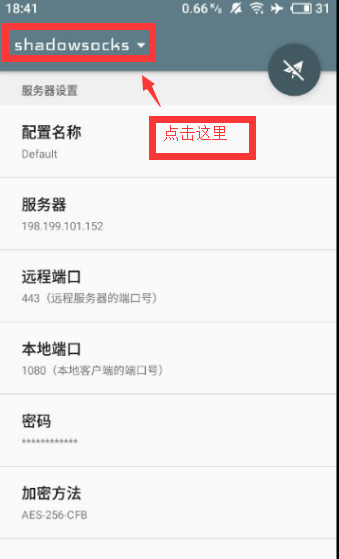 18:41 0.66 K/s 31
shadowsocks
服务器设置
配置名称
点击这里
Default
服务器
198.199.101.152
远程端口
443（远程服务器的端口号）
本地端口
1080（本地客户端的端口号）
密码
************
加密方法
AES-256-CFB